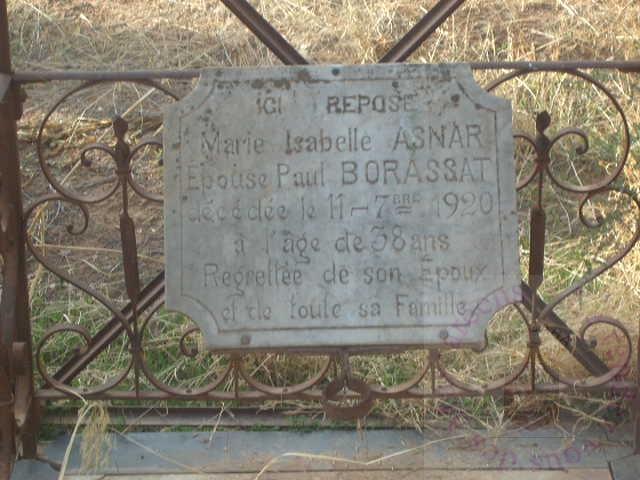 ICI REPOSE
Marie Isabelle ASNAR
Epouse Paul BORASSAT
décédée le 11-7BRE 1920
à l'âge de 38 ans
Regrettée de son Époux
et de toute sa Famille